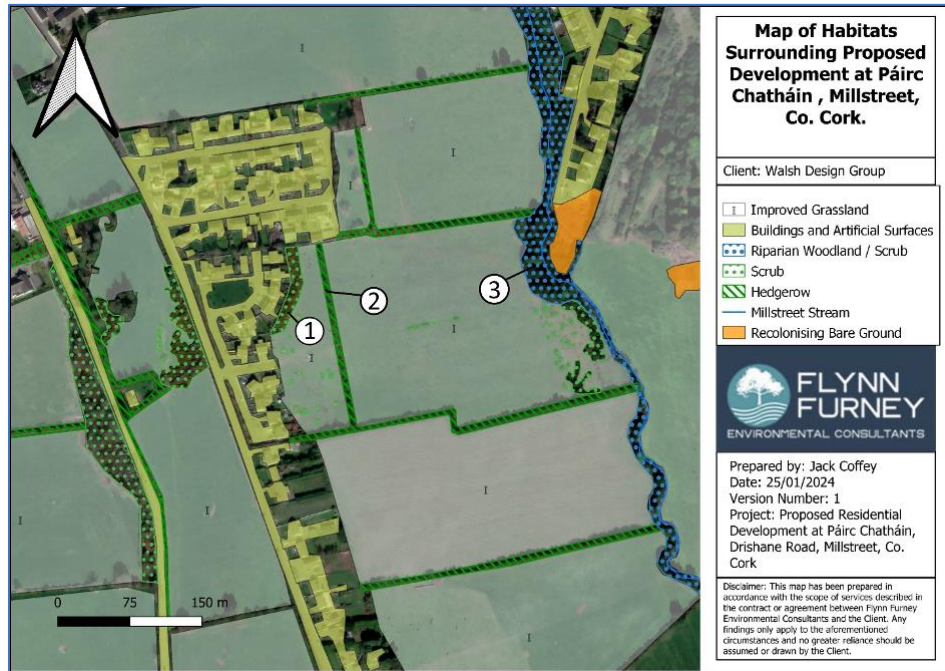 Map of Habitats
Surrounding Proposed
Development at Páirc
Chatháin , Millstreet,
Co. Cork.
Client: Walsh Design Group
I Improved Grassland
Buildings and Artificial Surfaces
Riparian Woodland / Scrub
Scrub
Hedgerow
Millstreet Stream
Recolonising Bare Ground
FLYNN
FURNEY
ENVIRONMENTAL CONSULTANTS
Prepared by: Jack Coffey
Date: 25/01/2024
Version Number: 1
Project: Proposed Residential
Development at Páirc Chatháin,
Drishane Road, Millstreet, Co.
Cork
Disclaimer: This map has been prepared in
accordance with the scope of services described in
the contract or agreement between Flynn Furney
Environmental Consultants and the Client. Any
findings only apply to the aforementioned
circumstances and no greater reliance should be
assumed or drawn by the Client.
I
I
I
I
3
2
1
I
I
I
I
I
I
I
0 75 150 m